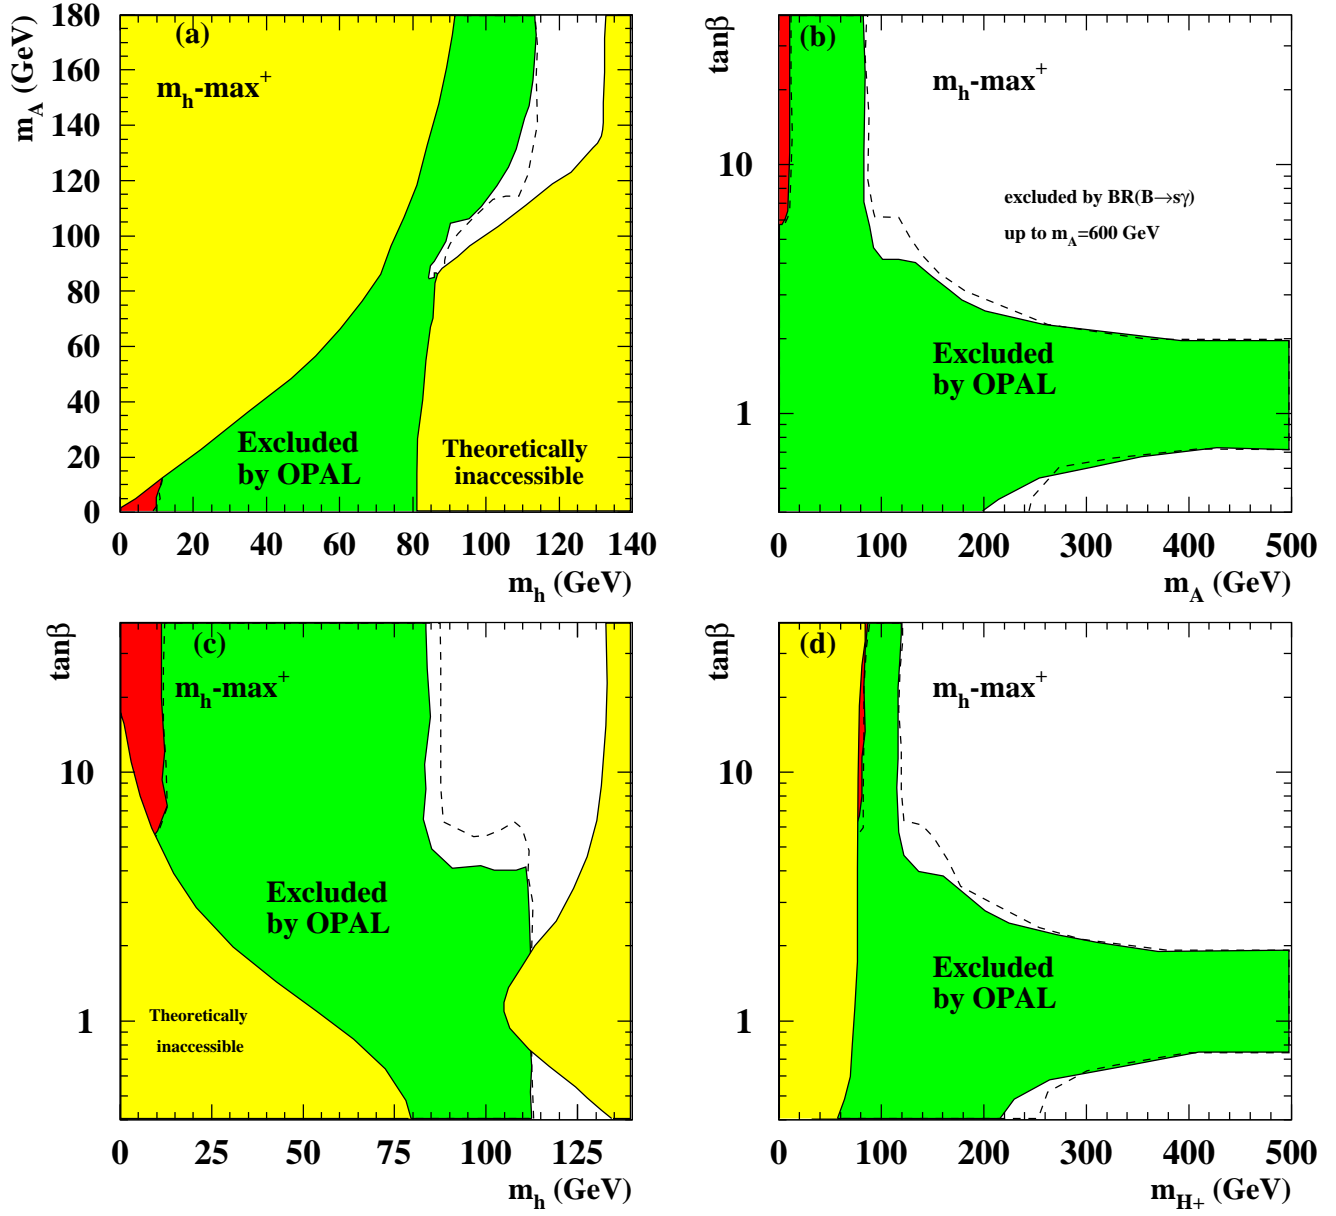 (a)
m_h-max^+
Excluded
by OPAL
Theoretically
inaccessible
m_A (GeV)
180
160
140
120
100
80
60
40
20
0
0 20 40 60 80 100 120 140
m_h (GeV)
(b)
m_h-max^+
excluded by BR(B→sγ)
up to m_A=600 GeV
Excluded
by OPAL
tanβ
10
1
0 100 200 300 400 500
m_A (GeV)
(c)
m_h-max^+
Excluded
by OPAL
Theoretically
inaccessible
tanβ
10
1
0 25 50 75 100 125
m_h (GeV)
(d)
m_h-max^+
Excluded
by OPAL
tanβ
10
1
0 100 200 300 400 500
m_H+ (GeV)